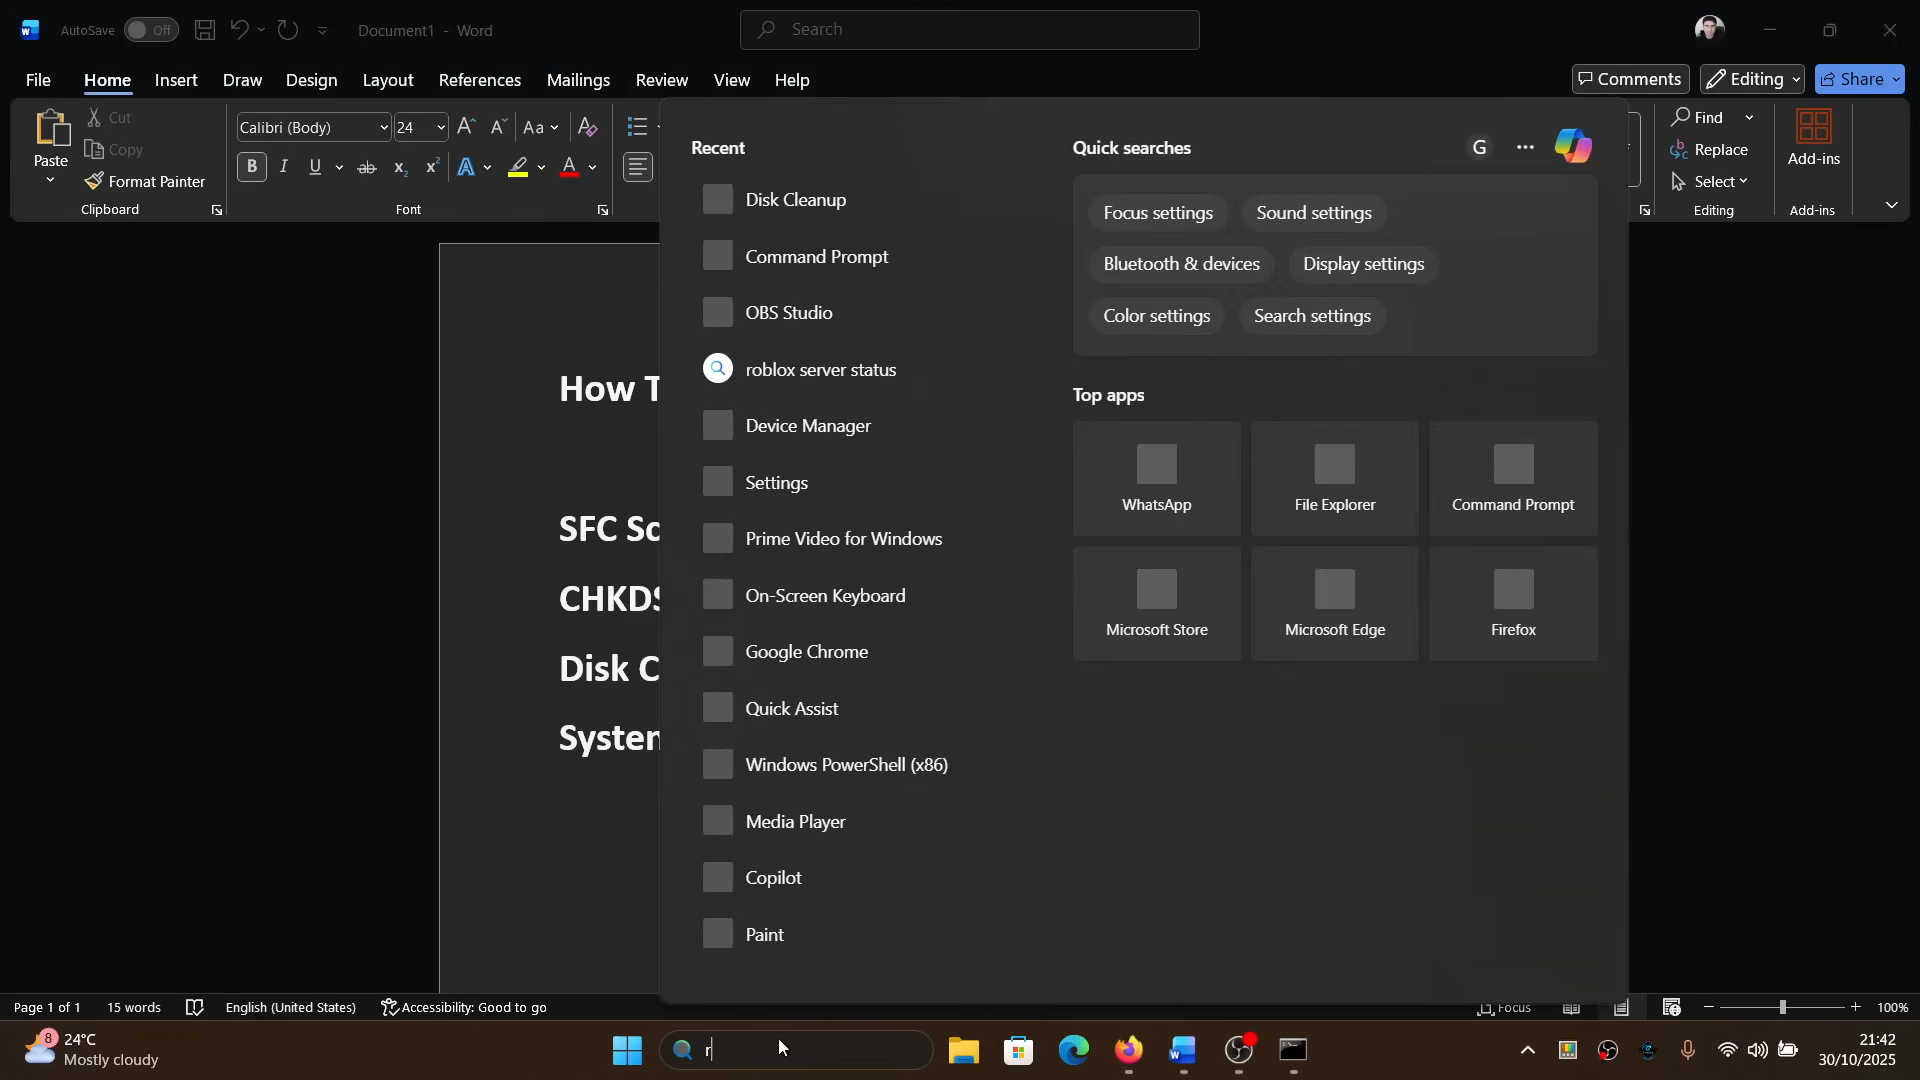 AutoSave Off Document1 - Word Search
File Home Insert Draw Design Layout References Mailings Review View Help Comments Editing Share
Paste Cut Calibri (Body) 24 Aa Find
Copy Replace
Format Painter B I U ab x₂ x² A A Select
Clipboard Font Editing Add-ins
Add-ins
Recent
Disk Cleanup
Command Prompt
OBS Studio
roblox server status
Device Manager
Settings
Prime Video for Windows
On-Screen Keyboard
Google Chrome
Quick Assist
Windows PowerShell (x86)
Media Player
Copilot
Paint
Quick searches G
Focus settings Sound settings
Bluetooth & devices Display settings
Color settings Search settings
Top apps
WhatsApp File Explorer Command Prompt
Microsoft Store Microsoft Edge Firefox
How
SFC
Disk
Page 1 of 1 15 words English (United States) Accessibility: Good to go Focus 100%
8 24°C
Mostly cloudy
r
21:42
30/10/2025